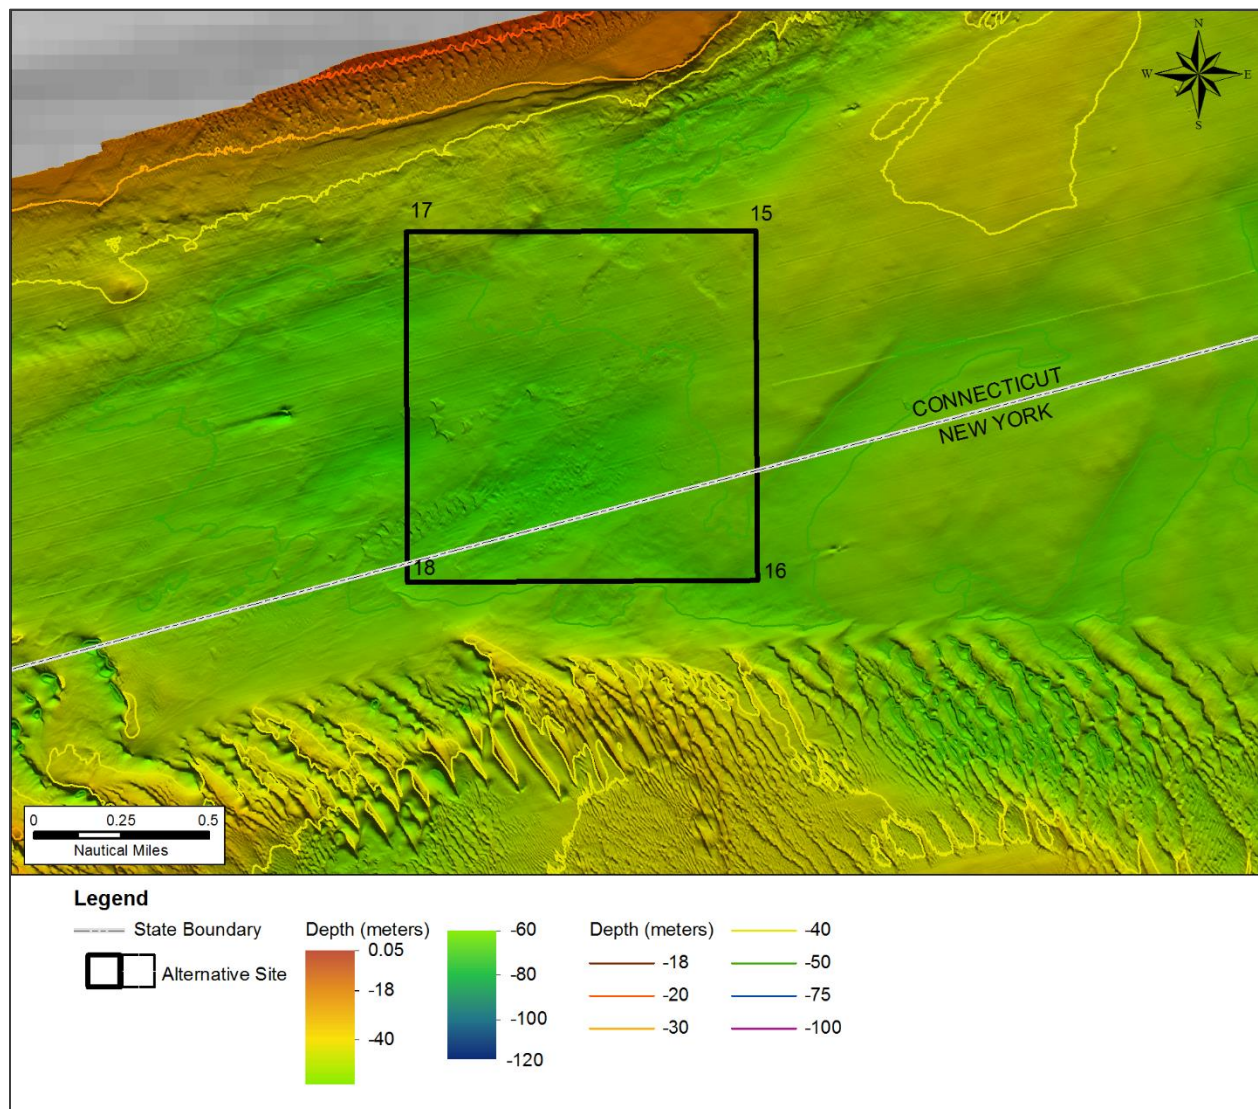 N
W E
S
17
15
CONNECTICUT
NEW YORK
18
16
0 0.25 0.5
Nautical Miles
Legend
State Boundary
Alternative Site
Depth (meters)
0.05
-18
-40
-60
-80
-100
-120
Depth (meters)
-18
-20
-30
-40
-50
-75
-100